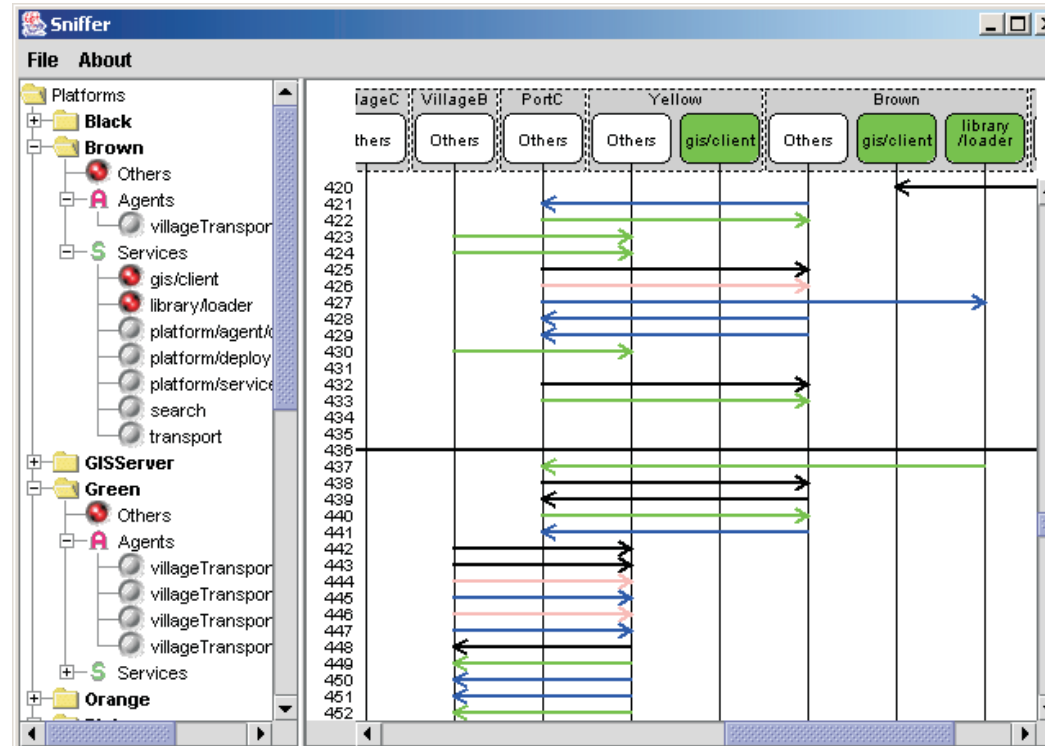 Sniffer
File About
Platforms
Black
Brown
Others
Agents
villageTranspor
Services
gis/client
library/loader
platform/agent/
platform/deploy
platform/service
search
transport
GISServer
Green
Others
Agents
villageTranspor
villageTranspor
villageTranspor
villageTranspor
Services
Orange
lageC VillageB PortC Yellow Brown
thers Others Others Others gis/client Others gis/client library
/loader
420
421
422
423
424
425
426
427
428
429
430
431
432
433
434
435
436
437
438
439
440
441
442
443
444
445
446
447
448
449
450
451
452